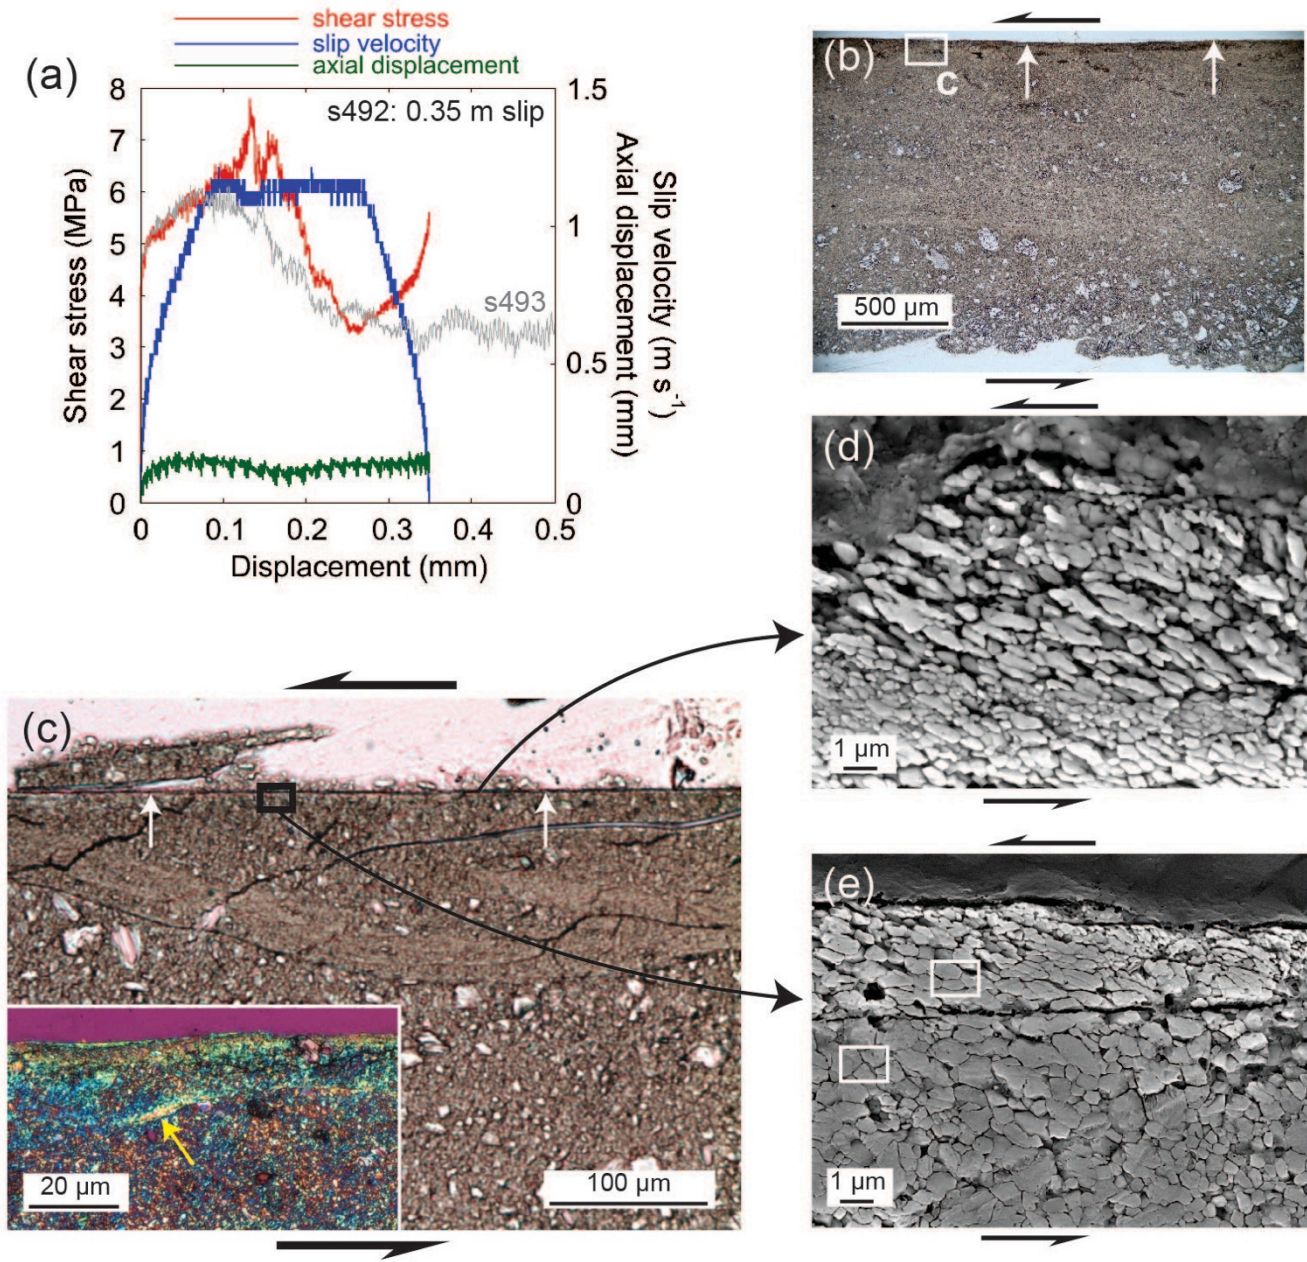 shear stress
slip velocity
axial displacement
(a)
s492: 0.35 m slip
s493
8
7
6
5
4
3
2
1
0
Shear stress (MPa)
0
0.1
0.2
0.3
0.4
0.5
Displacement (mm)
1.5
1
0.5
0
Axial displacement (mm)
Slip velocity (m s-1)
(b)
c
500 µm
(c)
20 µm
100 µm
(d)
1 µm
(e)
1 µm